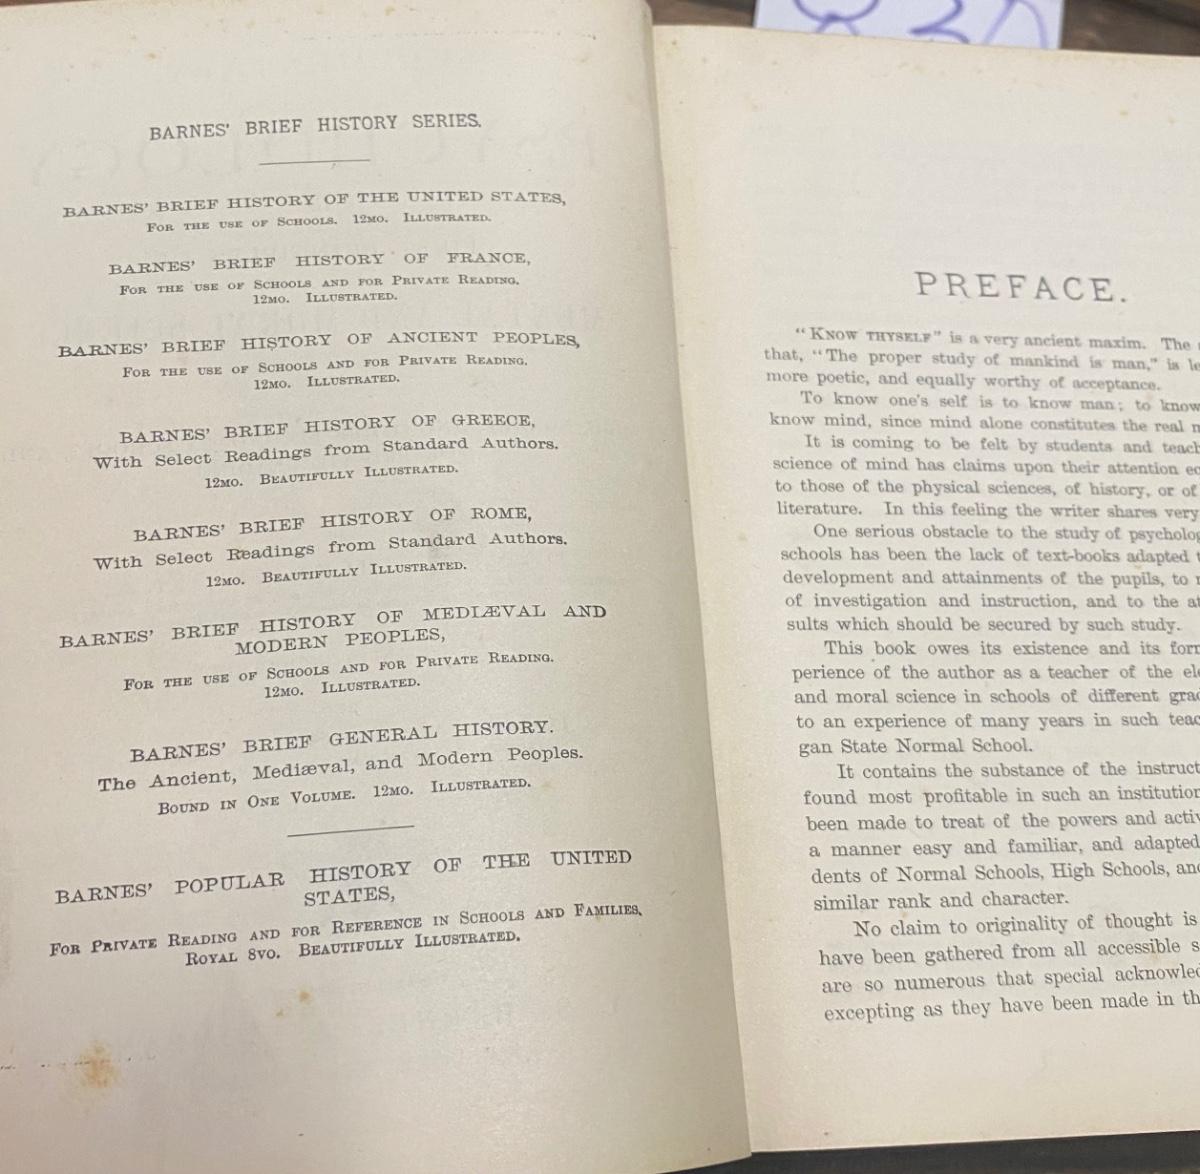 BARNES' BRIEF HISTORY SERIES.
BARNES' BRIEF HISTORY OF THE UNITED STATES,
FOR THE USE OF SCHOOLS. 12MO. ILLUSTRATED.
BARNES' BRIEF HISTORY OF FRANCE,
FOR THE USE OF SCHOOLS AND FOR PRIVATE READING.
12MO. ILLUSTRATED.
BARNES' BRIEF HISTORY OF ANCIENT PEOPLES,
FOR THE USE OF SCHOOLS AND FOR PRIVATE READING.
12MO. ILLUSTRATED.
BARNES' BRIEF HISTORY OF GREECE,
With Select Readings from Standard Authors.
12MO. BEAUTIFULLY ILLUSTRATED.
BARNES' BRIEF HISTORY OF ROME,
With Select Readings from Standard Authors.
12MO. BEAUTIFULLY ILLUSTRATED.
BARNES' BRIEF HISTORY OF MEDIÆVAL AND
MODERN PEOPLES,
FOR THE USE OF SCHOOLS AND FOR PRIVATE READING.
12MO. ILLUSTRATED.
BARNES' BRIEF GENERAL HISTORY.
The Ancient, Mediæval, and Modern Peoples.
BOUND IN ONE VOLUME. 12MO. ILLUSTRATED.
BARNES' POPULAR HISTORY OF THE UNITED
STATES,
FOR PRIVATE READING AND FOR REFERENCE IN SCHOOLS AND FAMILIES,
ROYAL 8VO. BEAUTIFULLY ILLUSTRATED.
PREFACE.
"KNOW THYSELF" is a very ancient maxim. The
that, "The proper study of mankind is man," is
more poetic, and equally worthy of acceptance.
To know one's self is to know man; to know
know mind, since mind alone constitutes the real
It is coming to be felt by students and
science of mind has claims upon their attention
to those of the physical sciences, of history, or of
literature. In this feeling the writer shares very
One serious obstacle to the study of
schools has been the lack of text-books adapted
development and attainments of the pupils, to
of investigation and instruction, and to the
sults which should be secured by such study.
This book owes its existence and its
perience of the author as a teacher of the
and moral science in schools of different
to an experience of many years in such
gan State Normal School.
It contains the substance of the
found most profitable in such an
been made to treat of the powers and
a manner easy and familiar, and adapted
dents of Normal Schools, High Schools,
similar rank and character.
No claim to originality of thought is
have been gathered from all accessible
are so numerous that special
excepting as they have been made in